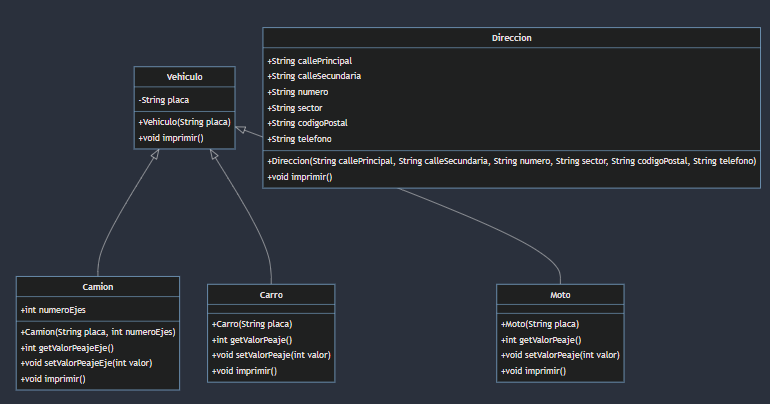 Vehiculo
-String placa
+Vehiculo(String placa)
+void imprimir()
Direccion
+String callePrincipal
+String calleSecundaria
+String numero
+String sector
+String codigoPostal
+String telefono
+Direccion(String callePrincipal, String calleSecundaria, String numero, String sector, String codigoPostal, String telefono)
+void imprimir()
Camion
+int numeroEjes
+Camion(String placa, int numeroEjes)
+int getValorPeajeEje()
+void setValorPeajeEje(int valor)
+void imprimir()
Carro
+Carro(String placa)
+int getValorPeaje()
+void setValorPeaje(int valor)
+void imprimir()
Moto
+Moto(String placa)
+int getValorPeaje()
+void setValorPeaje(int valor)
+void imprimir()